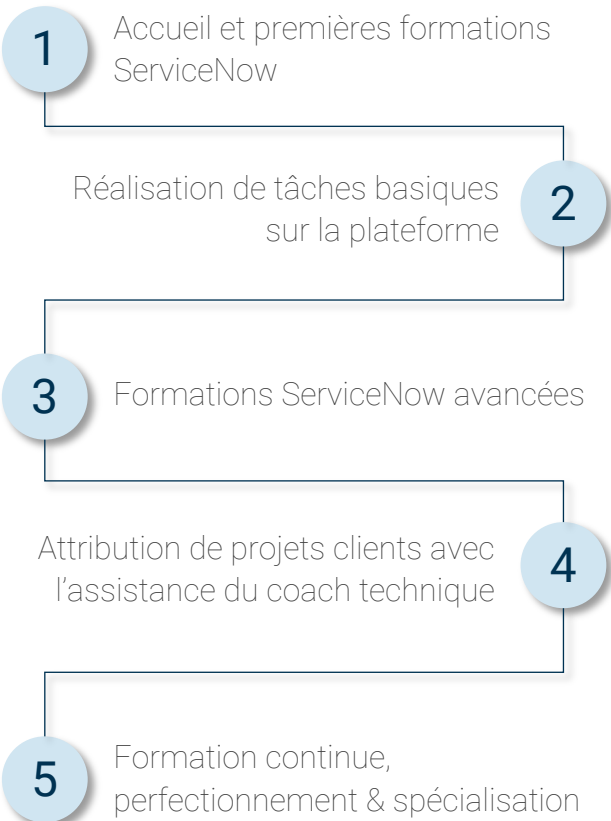 1
Accueil et premières formations
ServiceNow
Réalisation de tâches basiques
sur la plateforme
2
3
Formations ServiceNow avancées
Attribution de projets clients avec
l’assistance du coach technique
4
5
Formation continue,
perfectionnement & spécialisation